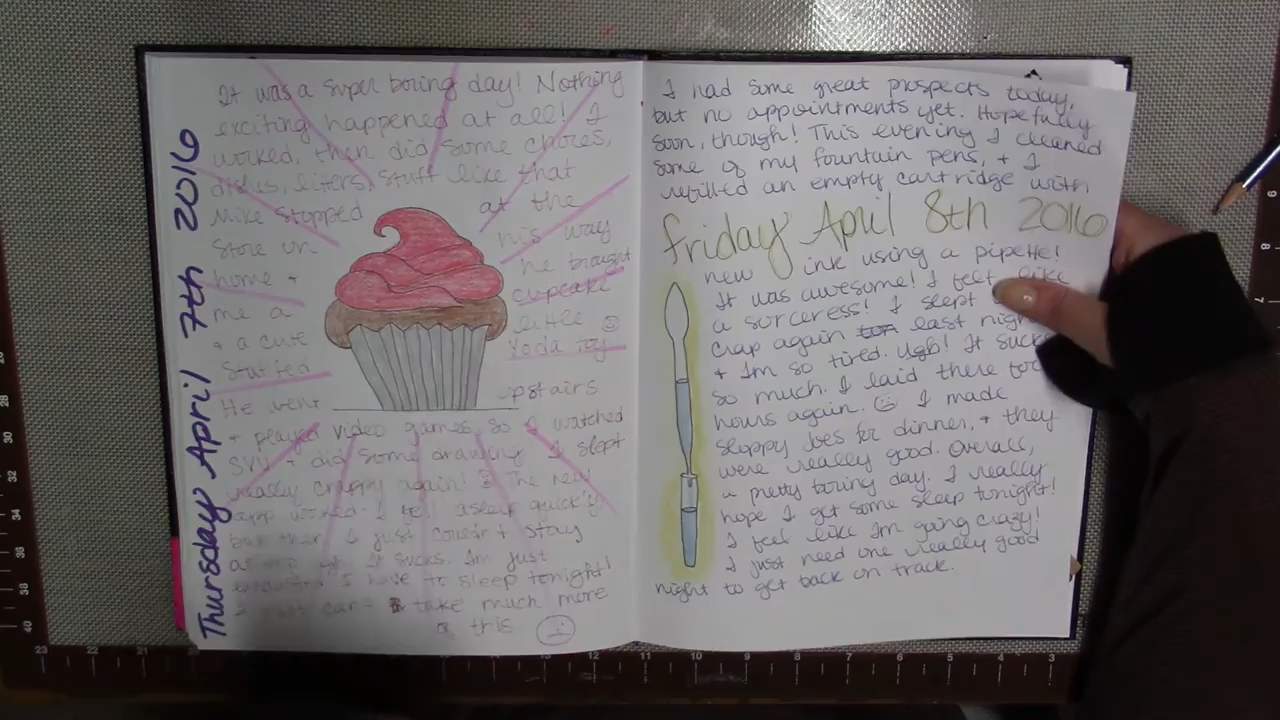 Thursday April 7th 2016
It was a super boring day! Nothing
exciting happened at all! I
worked, then did some chores,
dishes, litters, stuff like that
Mike stopped at the
store on his way
home + he brought
me a cupcake
+ a cute little
stuffed Yoda toy
He went upstairs
+ played video games, so I watched
SVU + did some drawing. I slept
really crappy again! ☹ The new
app worked. I fell asleep quickly
but then I just couldn't stay
asleep. It sucks. I'm just
exhausted. I have to sleep tonight!
I just can't take much more
of this ☹
I had some great prospects today,
but no appointments yet. Hopefully
soon, though! This evening I cleaned
some of my fountain pens, + I
refilled an empty cartridge with
Friday April 8th 2016
new ink using a pipette!
It was awesome! I felt like
a sorceress! I slept
crap again last night
+ I'm so tired. Ugh! It sucks
so much. I laid there for
hours again. ☹ I made
sloppy joes for dinner, + they
were really good. Overall,
a pretty boring day. I really
hope I get some sleep tonight!
I feel like I'm going crazy!
I just need one really good
night to get back on track.